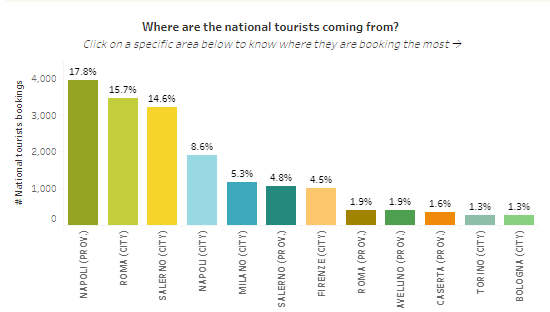 Where are the national tourists coming from?
Click on a specific area below to know where they are booking the most →
# National tourists bookings
4,000
3,000
2,000
1,000
0
17.8%
15.7%
14.6%
8.6%
5.3%
4.8%
4.5%
1.9%
1.9%
1.6%
1.3%
1.3%
NAPOLI (PROV.)
ROMA (CITY)
SALERNO (CITY)
NAPOLI (CITY)
MILANO (CITY)
SALERNO (PROV.)
FIRENZE (CITY)
ROMA (PROV.)
AVELLINO (PROV.)
CASERTA (PROV.)
TORINO (CITY)
BOLOGNA (CITY)